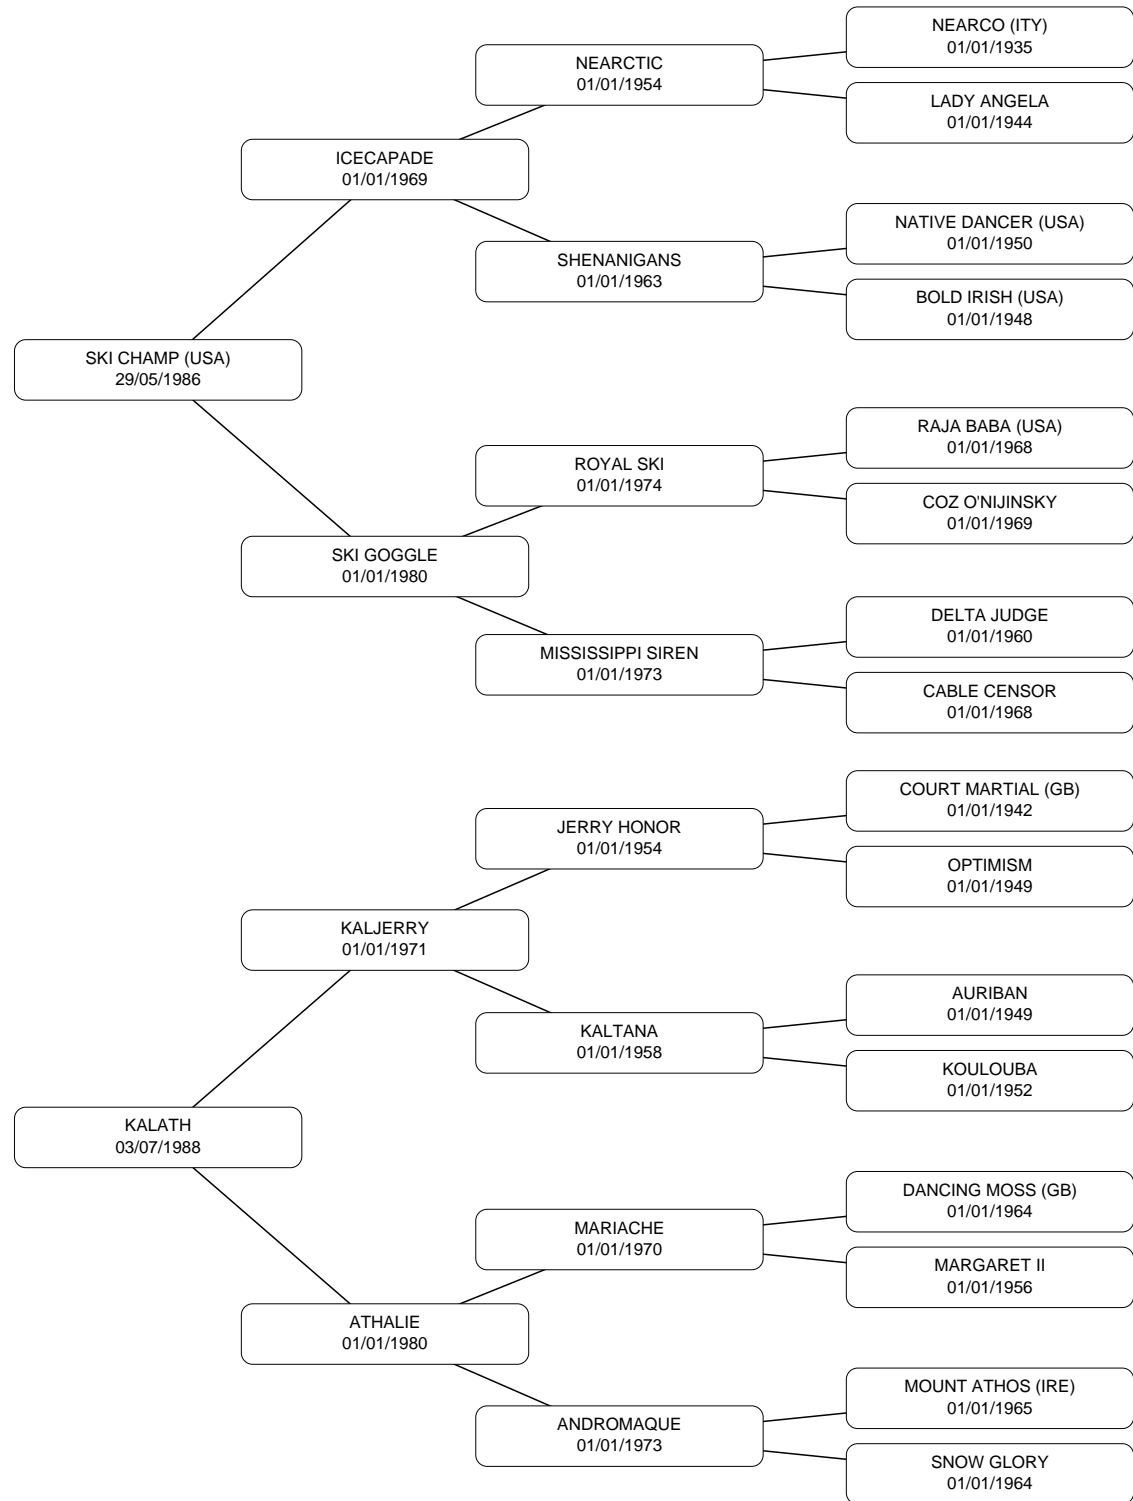 NEARCO (ITY)
01/01/1935
NEARCTIC
01/01/1954
LADY ANGELA
01/01/1944
ICECAPADE
01/01/1969
NATIVE DANCER (USA)
01/01/1950
SHENANIGANS
01/01/1963
BOLD IRISH (USA)
01/01/1948
SKI CHAMP (USA)
29/05/1986
RAJA BABA (USA)
01/01/1968
ROYAL SKI
01/01/1974
COZ O'NIJINSKY
01/01/1969
SKI GOGGLE
01/01/1980
DELTA JUDGE
01/01/1960
MISSISSIPPI SIREN
01/01/1973
CABLE CENSOR
01/01/1968
COURT MARTIAL (GB)
01/01/1942
JERRY HONOR
01/01/1954
OPTIMISM
01/01/1949
KALJERRY
01/01/1971
AURIBAN
01/01/1949
KALTANA
01/01/1958
KOULOUBA
01/01/1952
KALATH
03/07/1988
DANCING MOSS (GB)
01/01/1964
MARIACHE
01/01/1970
MARGARET II
01/01/1956
ATHALIE
01/01/1980
MOUNT ATHOS (IRE)
01/01/1965
ANDROMAQUE
01/01/1973
SNOW GLORY
01/01/1964